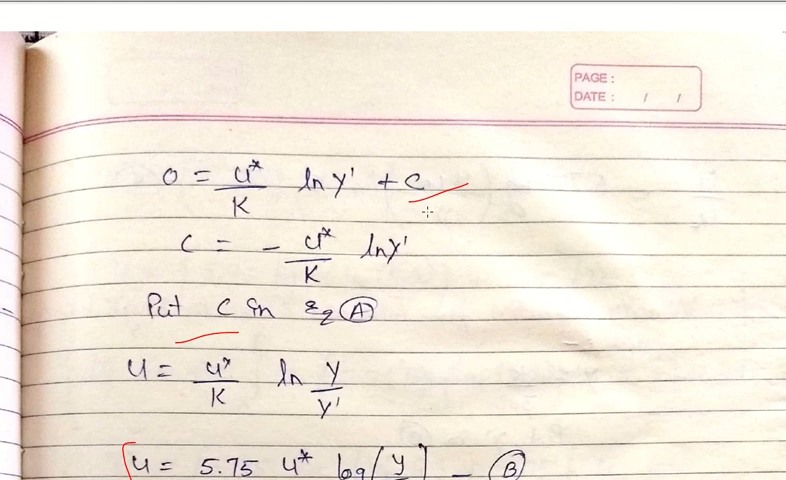 PAGE :
DATE : / /
0 = u*/K ln y' + C
C = - u*/K ln y'
Put C in Eq (A)
u = u*/K ln y/y'
u = 5.75 u* log(y/ ) - (B)